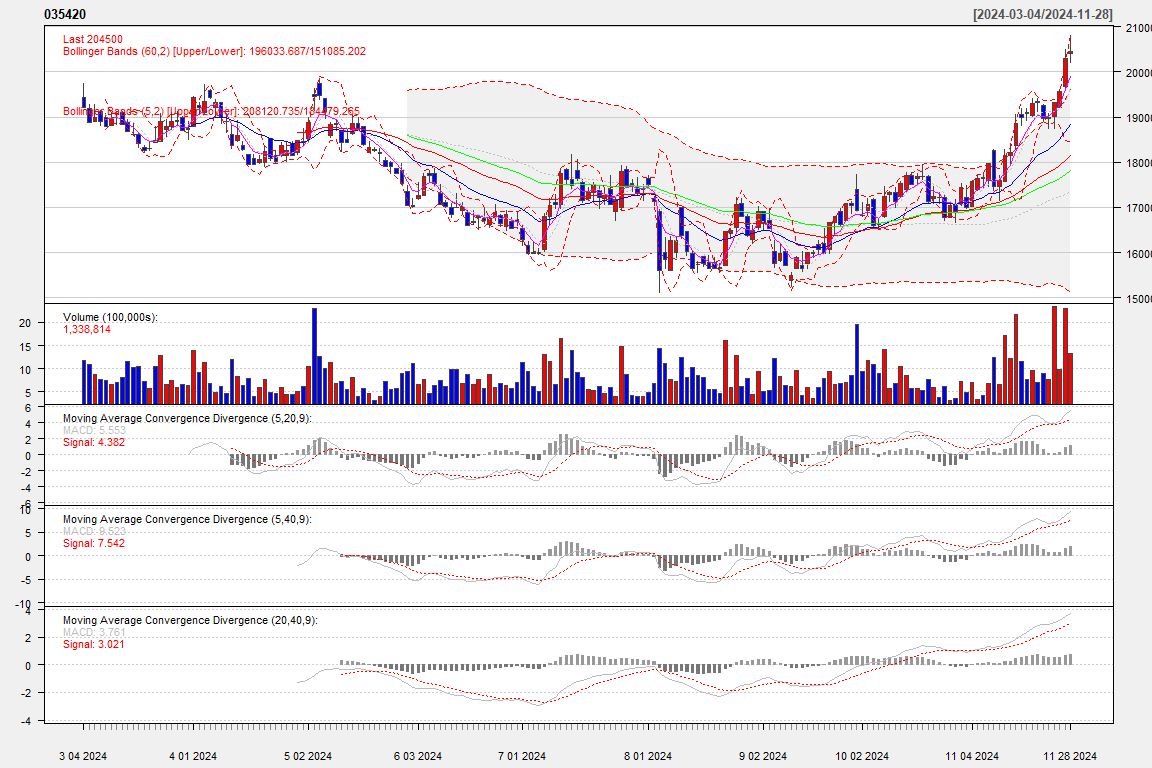 035420 [2024-03-04/2024-11-28]
Last 204500
Bollinger Bands (60,2) [Upper/Lower]: 196033.687/151085.202
Bollinger Bands (5,2) [Upper/Lower]: 208120.735/184479.265
21000
20000
19000
18000
17000
16000
15000
Volume (100,000s):
1,338,814
20
15
10
5
Moving Average Convergence Divergence (5,20,9):
MACD: 5.553
Signal: 4.382
6
4
2
0
-2
-4
-6
Moving Average Convergence Divergence (5,40,9):
MACD: 9.523
Signal: 7.542
10
5
0
-5
-10
Moving Average Convergence Divergence (20,40,9):
MACD: 3.761
Signal: 3.021
4
2
0
-2
-4
3 04 2024 4 01 2024 5 02 2024 6 03 2024 7 01 2024 8 01 2024 9 02 2024 10 02 2024 11 04 2024 11 28 2024